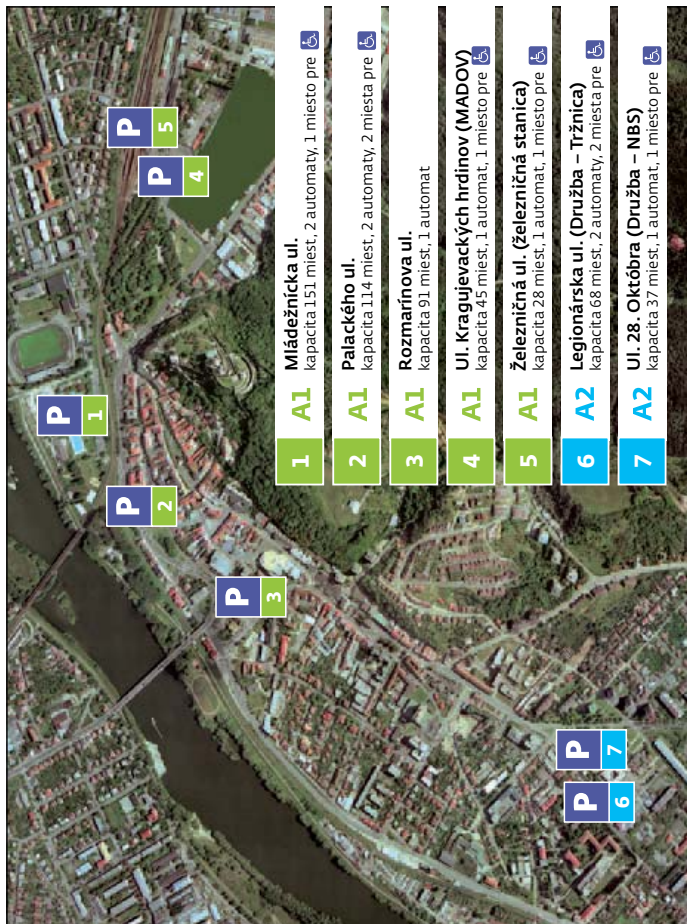 P
5
P
4
P
1
P
2
P
3
P
7
P
6
1 A1 Mládežnícka ul.
kapacita 151 miest, 2 automaty, 1 miesto pre
2 A1 Palackého ul.
kapacita 114 miest, 2 automaty, 2 miesta pre
3 A1 Rozmarínova ul.
kapacita 91 miest, 1 automat
4 A1 Ul. Kragujevackých hrdinov (MADOV)
kapacita 45 miest, 1 automat, 1 miesto pre
5 A1 Železničná ul. (železničná stanica)
kapacita 28 miest, 1 automat, 1 miesto pre
6 A2 Legionárska ul. (Družba – Tržnica)
kapacita 68 miest, 2 automaty, 2 miesta pre
7 A2 Ul. 28. Októbra (Družba – NBS)
kapacita 37 miest, 1 automat, 1 miesto pre